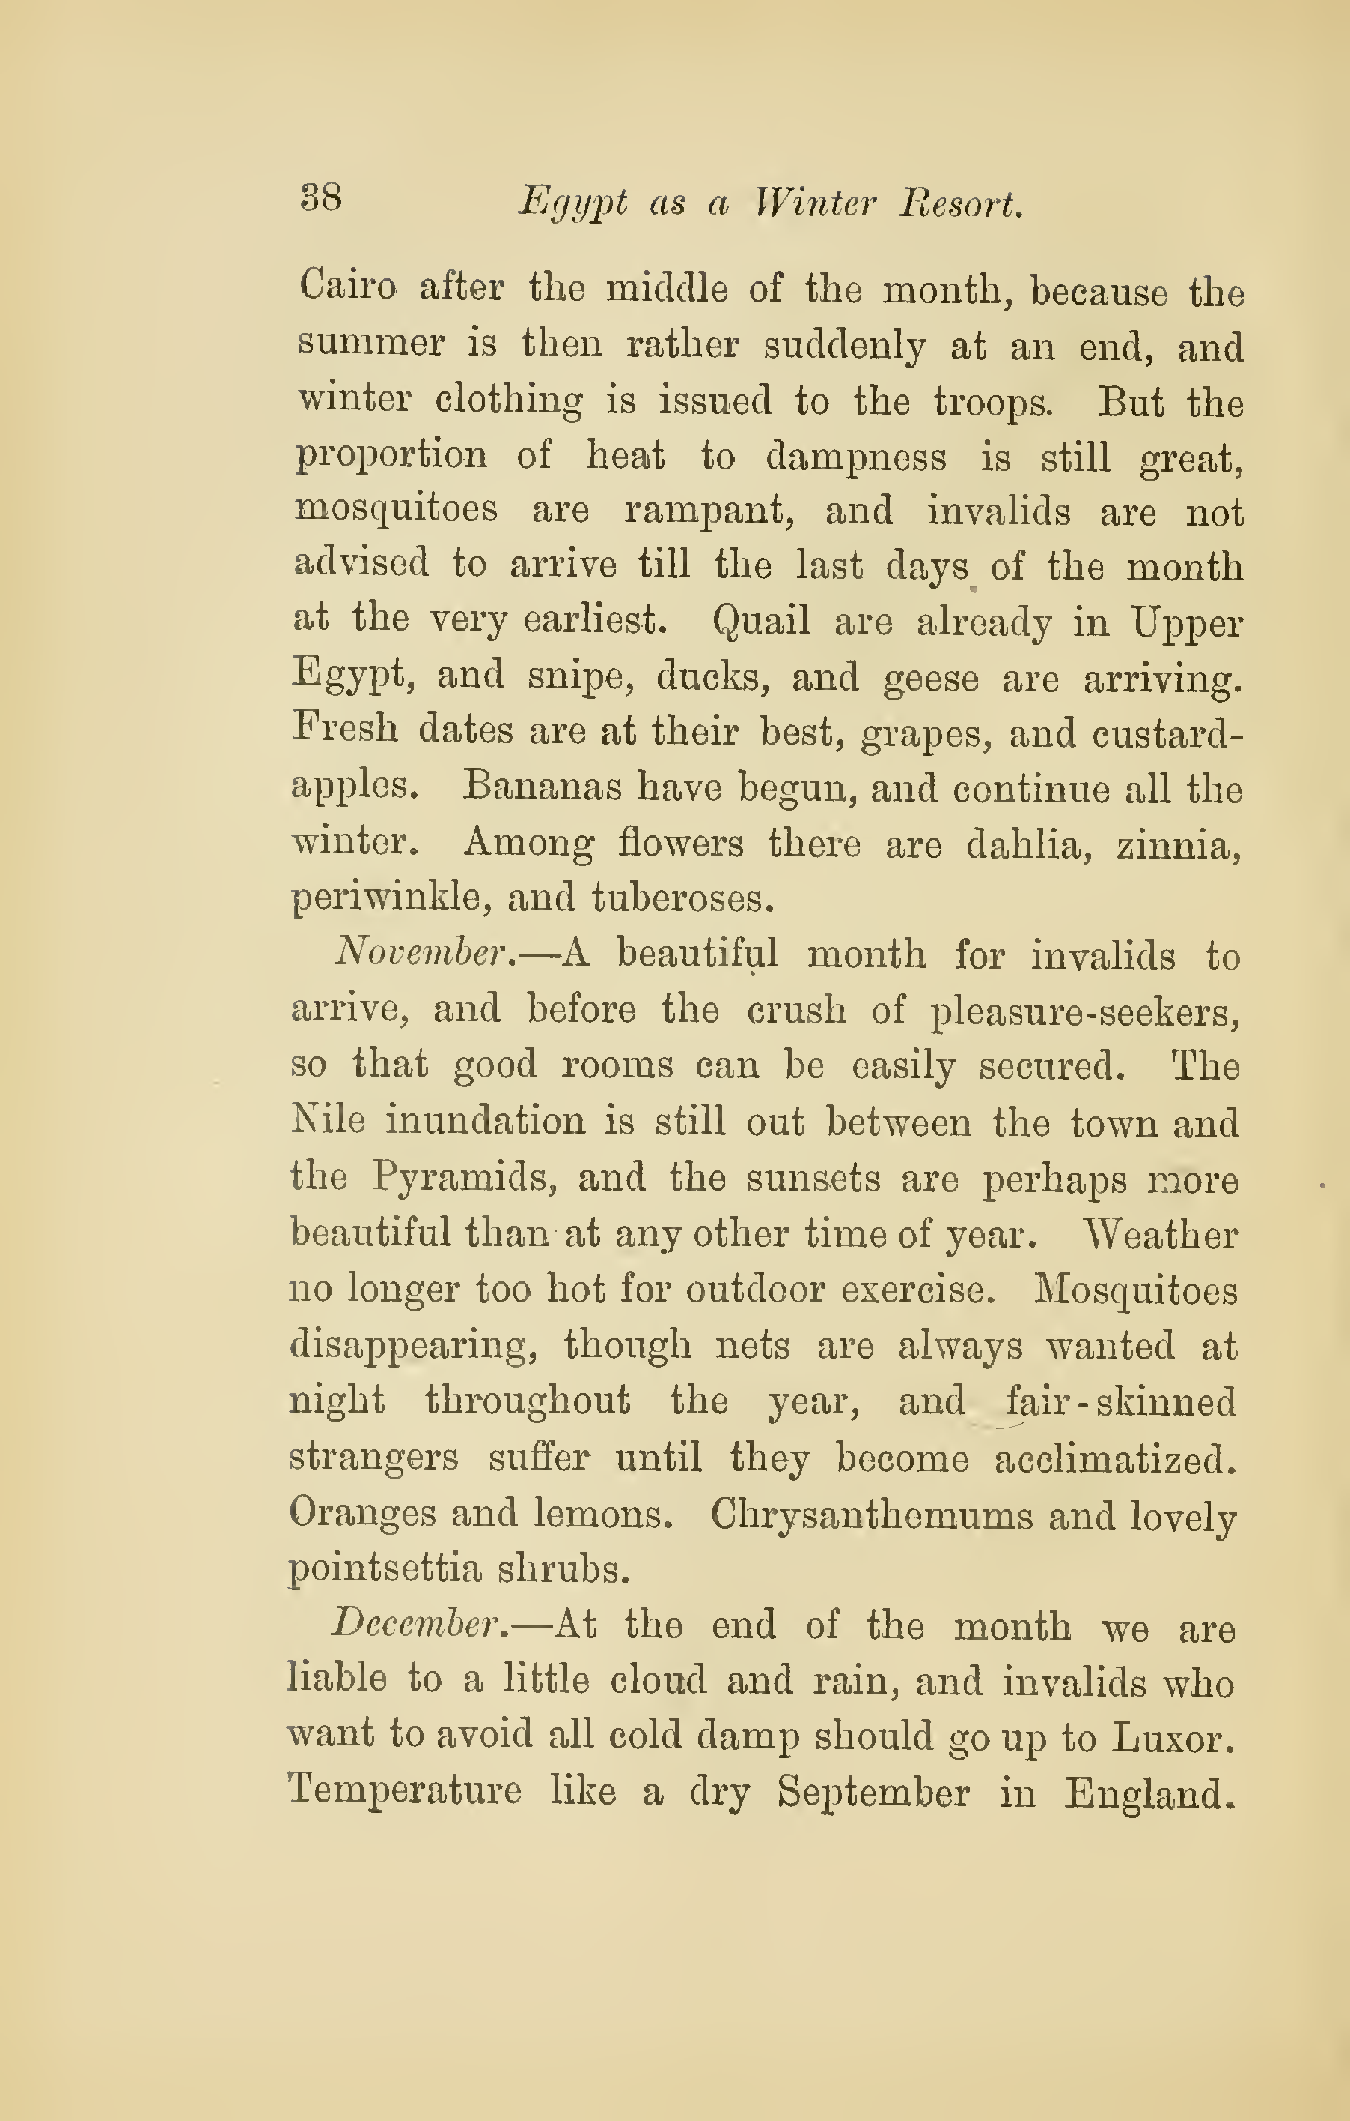 38 Egypt as a Winter Resort.
Cairo after the middle of the month, because the
summer is then rather suddenly at an end, and
winter clothing is issued to the troops. But the
proportion of heat to dampness is still great,
mosquitoes are rampant, and invalids are not
advised to arrive till the last days of the month
at the very earliest. Quail are already in Upper
Egypt, and snipe, ducks, and geese are arriving.
Fresh dates are at their best, grapes, and custard-
apples. Bananas have begun, and continue all the
winter. Among flowers there are dahlia, zinnia,
periwinkle, and tuberoses.
November.—A beautiful month for invalids to
arrive, and before the crush of pleasure-seekers,
so that good rooms can be easily secured. The
Nile inundation is still out between the town and
the Pyramids, and the sunsets are perhaps more
beautiful than at any other time of year. Weather
no longer too hot for outdoor exercise. Mosquitoes
disappearing, though nets are always wanted at
night throughout the year, and fair-skinned
strangers suffer until they become acclimatized.
Oranges and lemons. Chrysanthemums and lovely
pointsettia shrubs.
December.—At the end of the month we are
liable to a little cloud and rain, and invalids who
want to avoid all cold damp should go up to Luxor.
Temperature like a dry September in England.